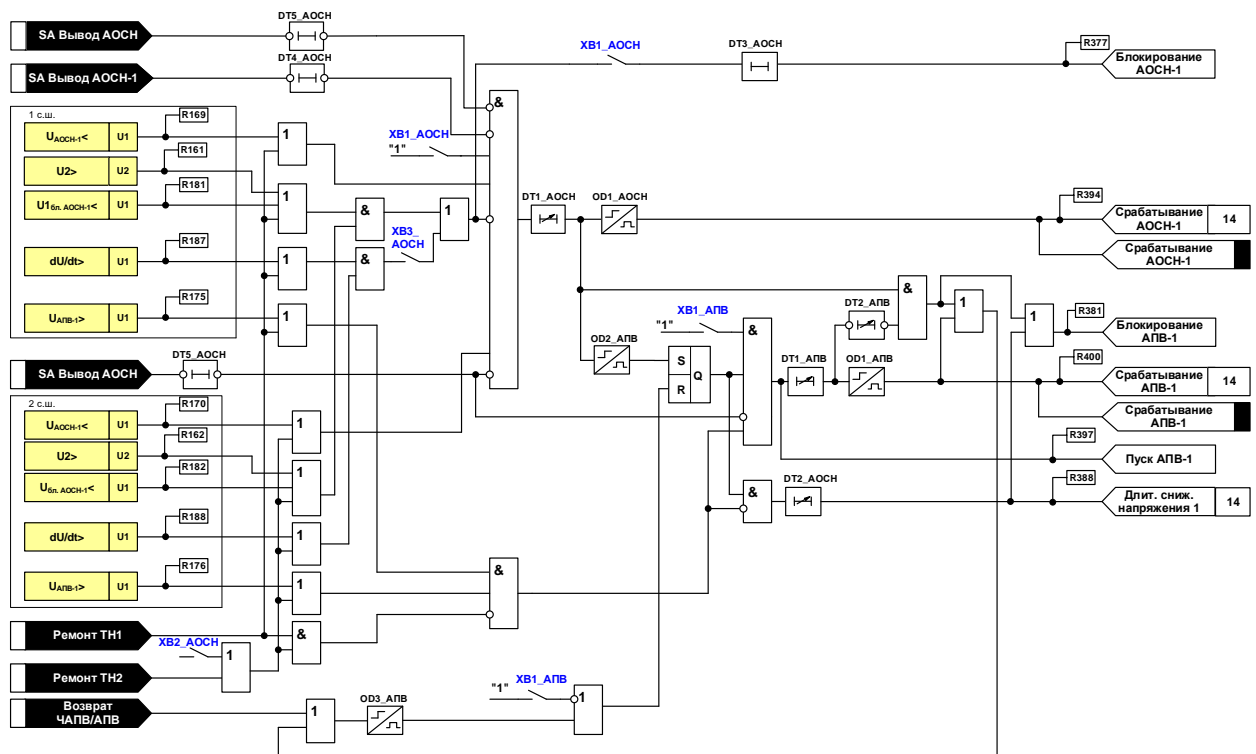 DT5_АОСН
SA Вывод АОСН
DT4_АОСН
SA Вывод АОСН-1
XB1_АОСН
DT3_АОСН
R377
Блокирование
АОСН-1
1 с.ш.
R169
UАОСН-1< U1
R161
U2> U2
R181
U1бл. АОСН-1< U1
R187
dU/dt> U1
R175
UАПВ-1> U1
1
1
1
1
&
&
XB3_
АОСН
1
XB1_АОСН
"1"
&
DT1_АОСН
OD1_АОСН
R394
Срабатывание
АОСН-1
14
Срабатывание
АОСН-1
XB1_АПВ
"1"
&
OD2_АПВ
S
R
Q
DT1_АПВ
DT2_АПВ
OD1_АПВ
&
1
1
R381
Блокирование
АПВ-1
R400
Срабатывание
АПВ-1
14
Срабатывание
АПВ-1
R397
Пуск АПВ-1
R388
Длит. сниж.
напряжения 1
14
&
DT2_АОСН
DT5_АОСН
SA Вывод АОСН
2 с.ш.
R170
UАОСН-1< U1
R162
U2> U2
R182
Uбл. АОСН-1< U1
R188
dU/dt> U1
R176
UАПВ-1> U1
1
1
1
1
&
Ремонт ТН1
&
XB2_АОСН
1
Ремонт ТН2
Возврат
ЧАПВ/АПВ
1
OD3_АПВ
"1"
XB1_АПВ
1